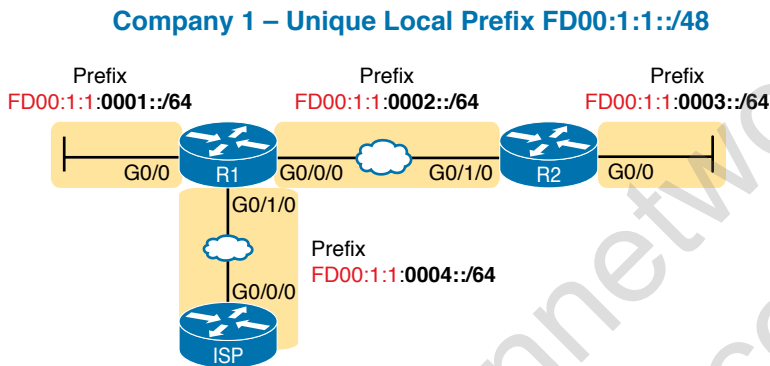 Company 1 – Unique Local Prefix FD00:1:1::/48
Prefix
FD00:1:1:0001::/64
Prefix
FD00:1:1:0002::/64
Prefix
FD00:1:1:0003::/64
G0/0
R1
G0/0/0
G0/1/0
R2
G0/0
G0/1/0
Prefix
FD00:1:1:0004::/64
G0/0/0
ISP